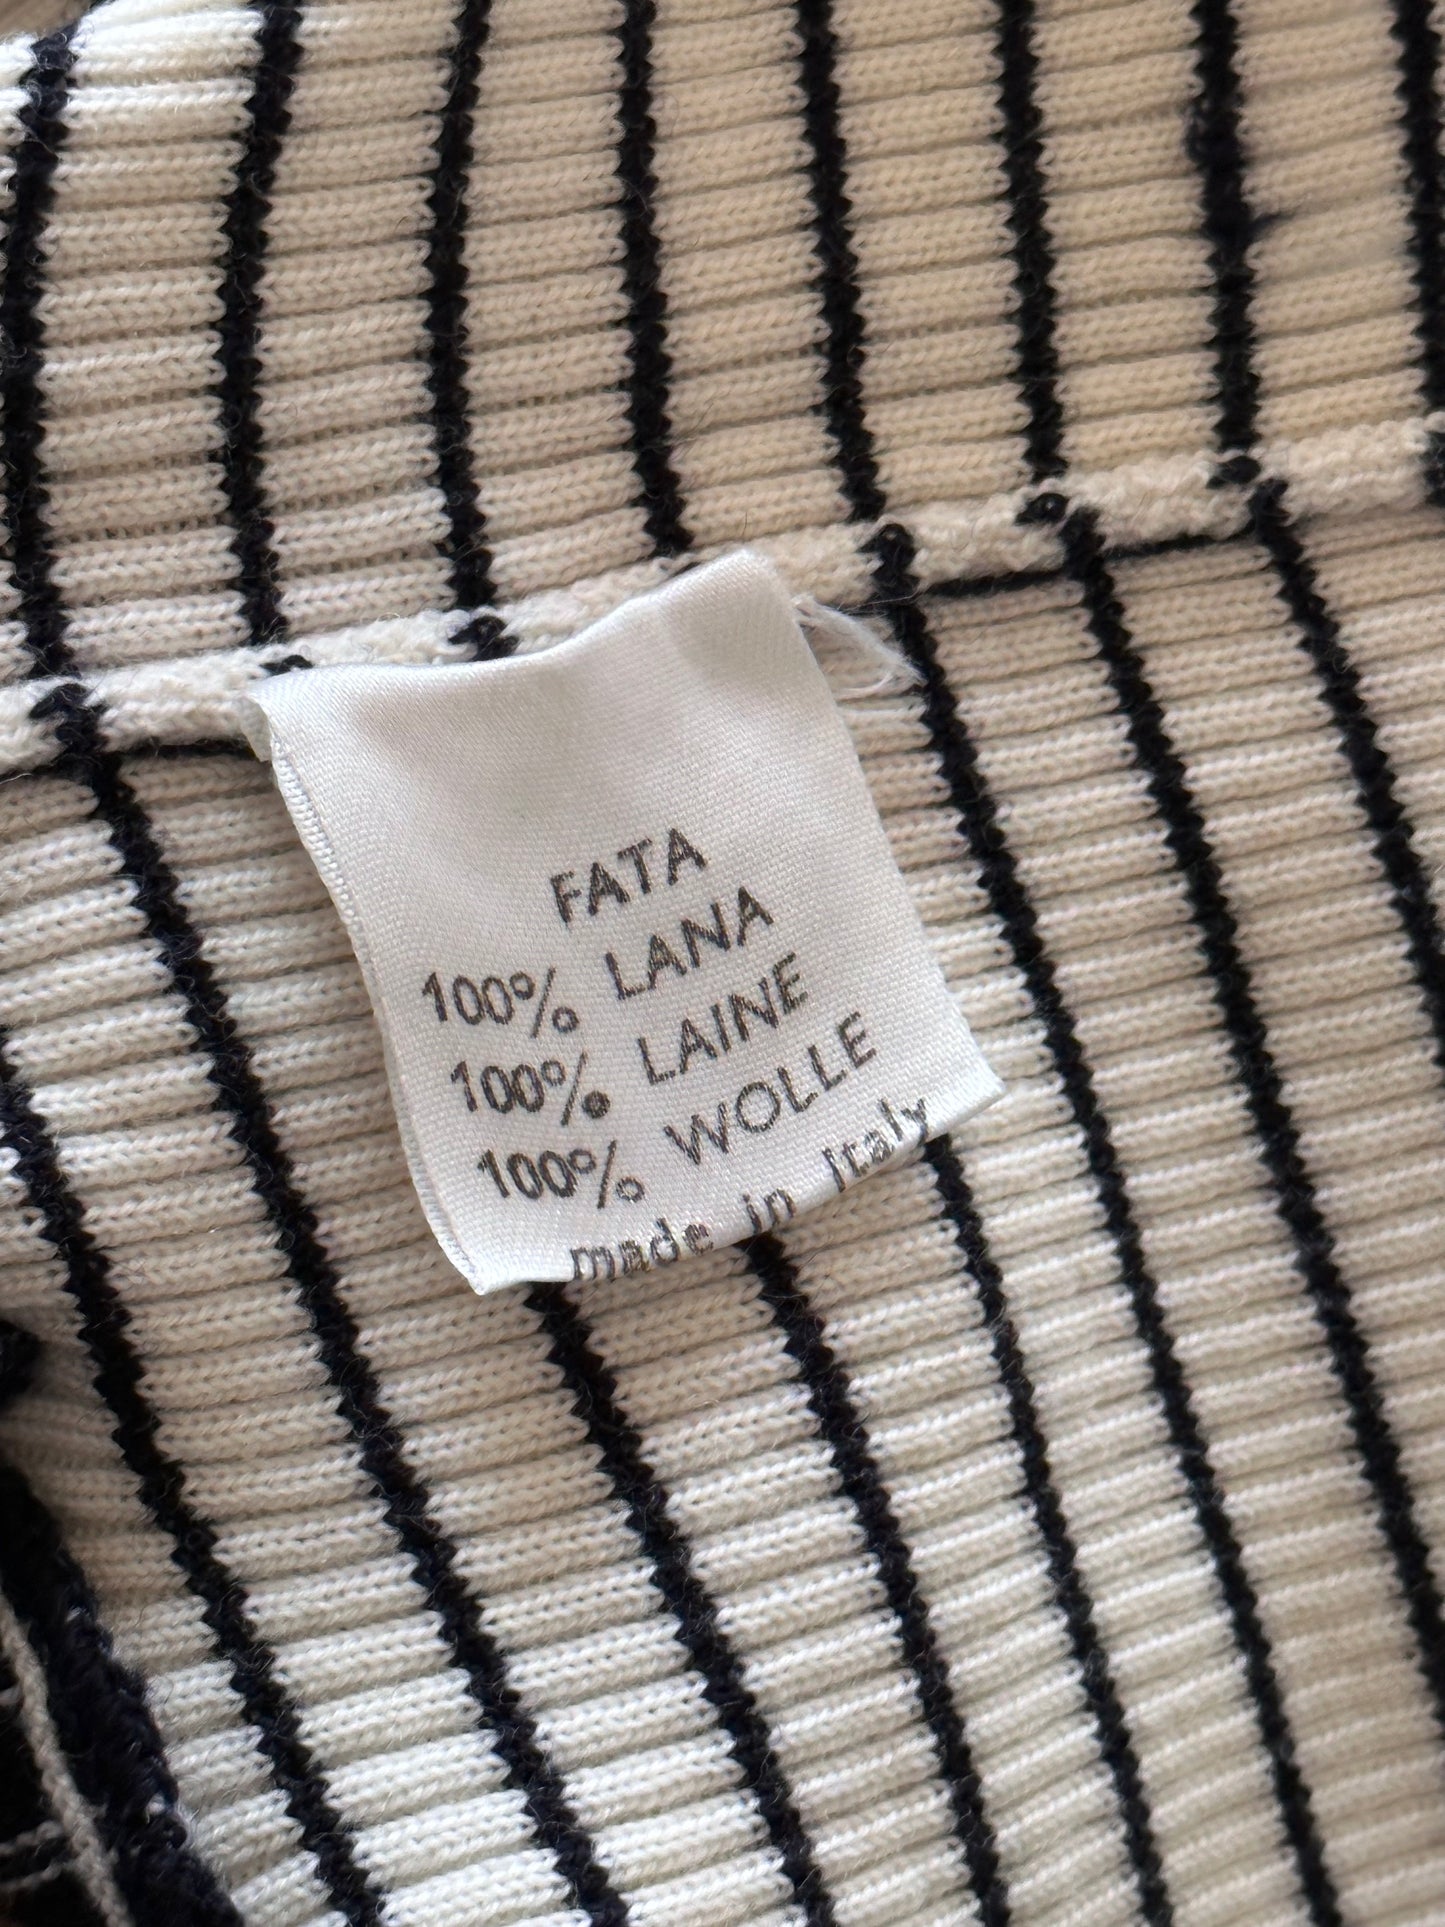 FATA
100% LANA
100% LAINE
100% WOLLE
made in Italy